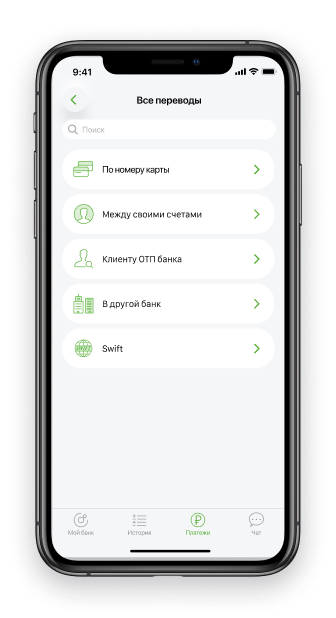 9:41
Все переводы
Поиск
По номеру карты
Между своими счетами
Клиенту ОТП банка
В другой банк
Swift
Мой банк
История
Платежи
Чат